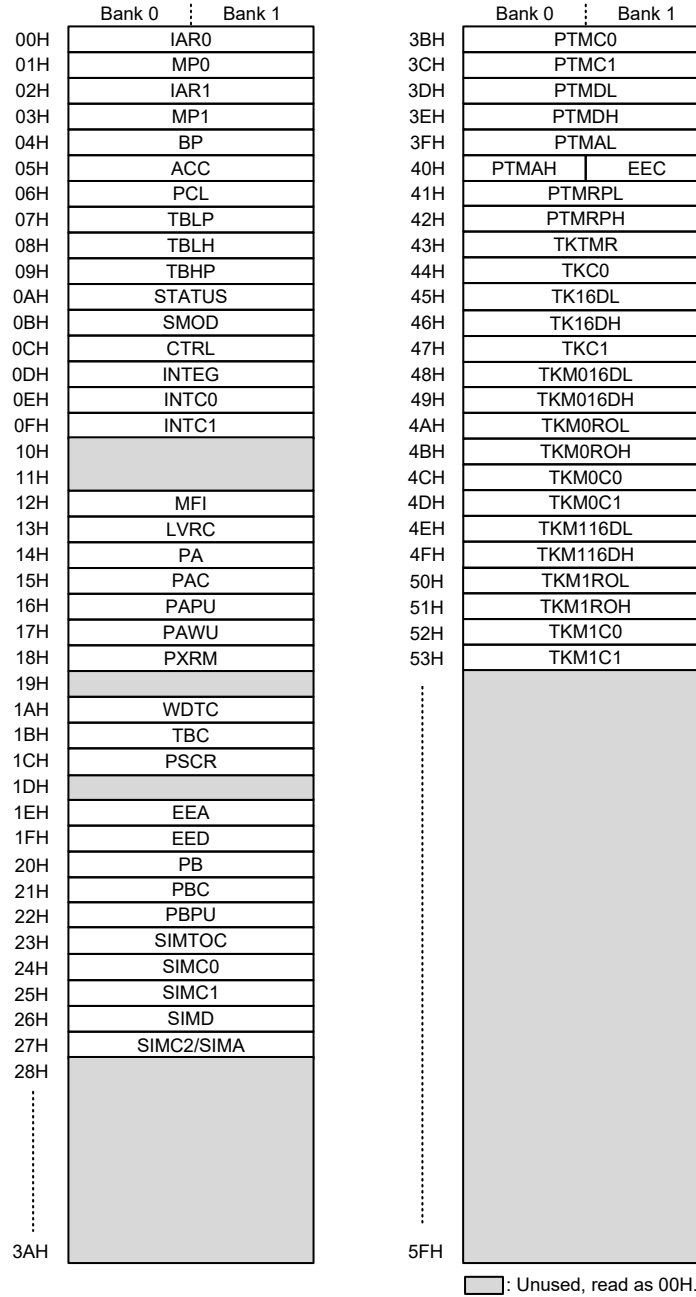 Bank 0 Bank 1
00H IAR0
01H MP0
02H IAR1
03H MP1
04H BP
05H ACC
06H PCL
07H TBLP
08H TBLH
09H TBHP
0AH STATUS
0BH SMOD
0CH CTRL
0DH INTEG
0EH INTC0
0FH INTC1
10H
11H
12H MFI
13H LVRC
14H PA
15H PAC
16H PAPU
17H PAWU
18H PXRM
19H
1AH WDTC
1BH TBC
1CH PSCR
1DH
1EH EEA
1FH EED
20H PB
21H PBC
22H PBPU
23H SIMTOC
24H SIMC0
25H SIMC1
26H SIMD
27H SIMC2/SIMA
28H
3AH
Bank 0 Bank 1
3BH PTMC0
3CH PTMC1
3DH PTMDL
3EH PTMDH
3FH PTMAL
40H PTMAH EEC
41H PTMRPL
42H PTMRPH
43H TKTMR
44H TKC0
45H TK16DL
46H TK16DH
47H TKC1
48H TKM016DL
49H TKM016DH
4AH TKM0ROL
4BH TKM0ROH
4CH TKM0C0
4DH TKM0C1
4EH TKM116DL
4FH TKM116DH
50H TKM1ROL
51H TKM1ROH
52H TKM1C0
53H TKM1C1
5FH
: Unused, read as 00H.